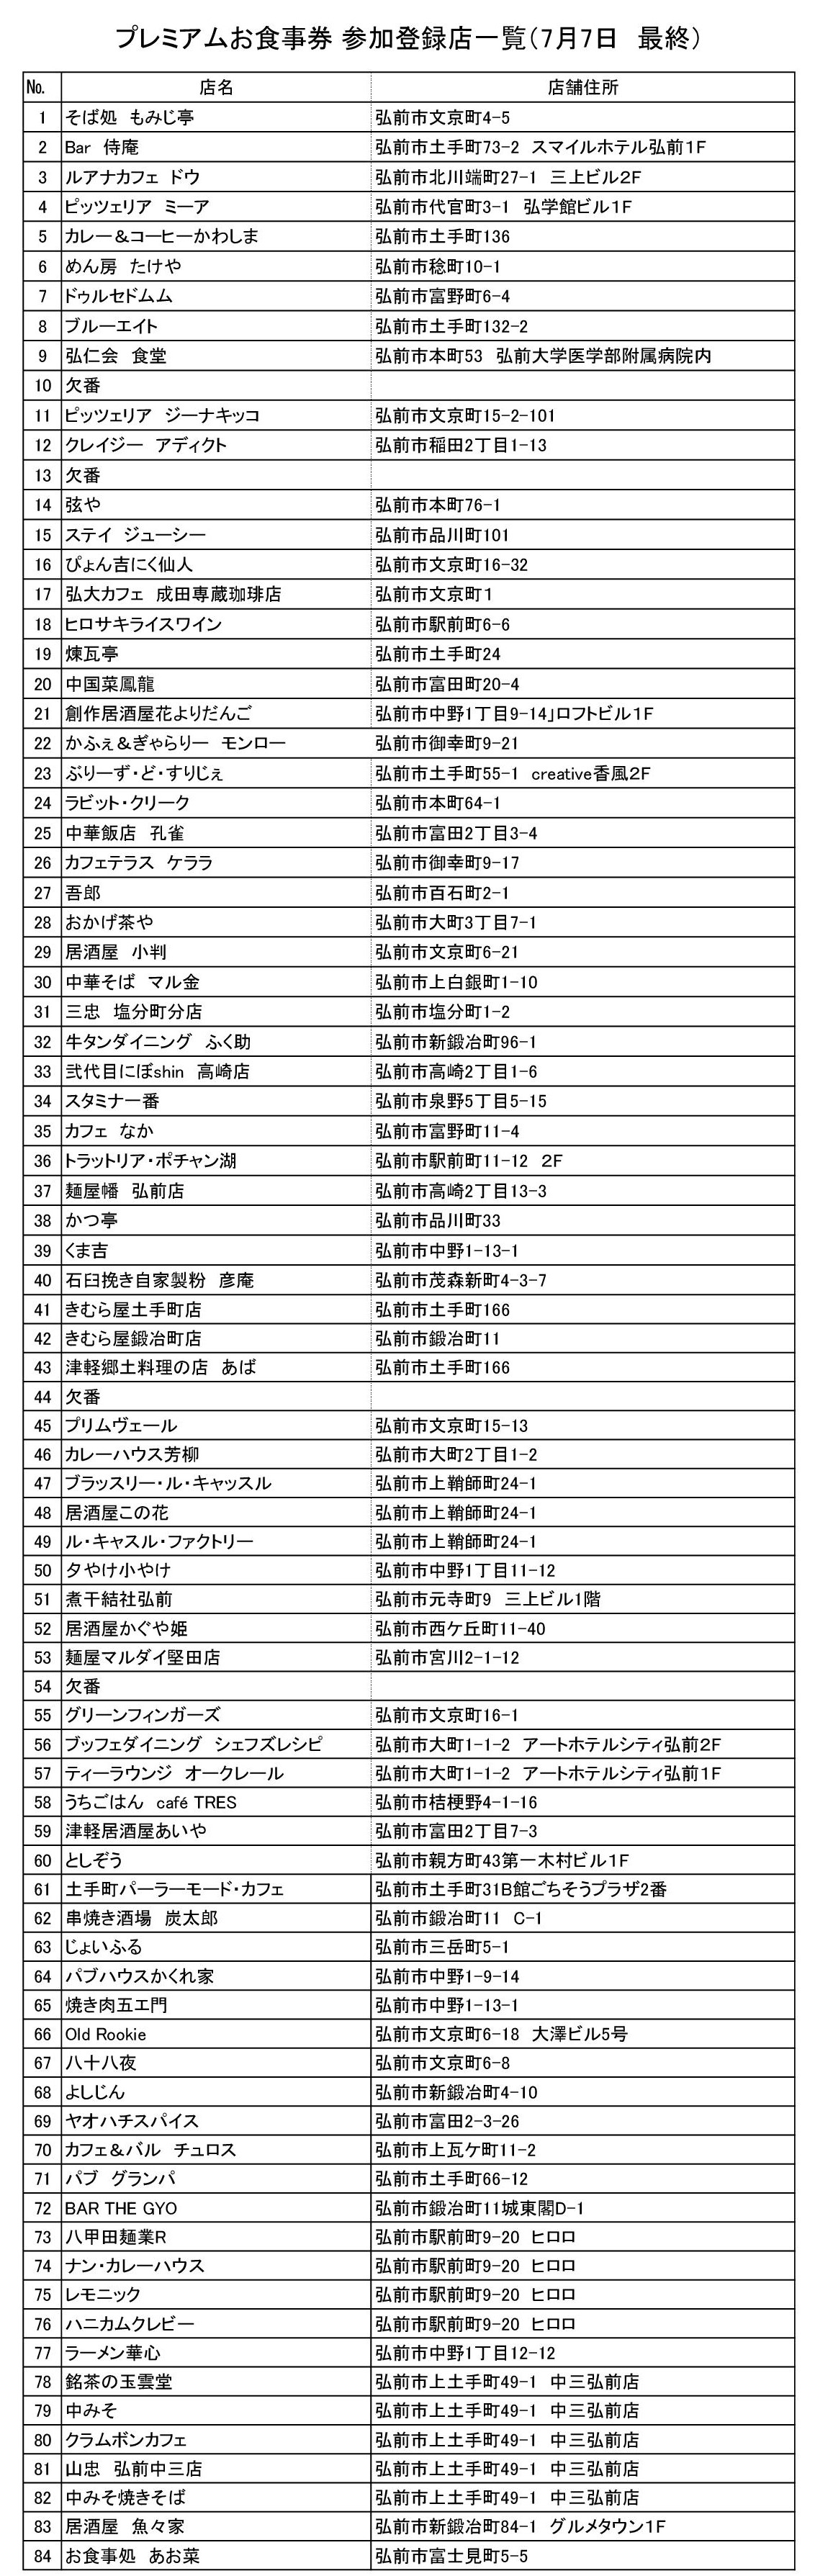 プレミアムお食事券 参加登録店一覧(7月7日　最終)
No. 店名 店舗住所
1 そば処　もみじ亭 弘前市文京町4-5
2 Bar　侍庵 弘前市土手町73-2　スマイルホテル弘前1F
3 ルアナカフェ　ドウ 弘前市北川端町27-1　三上ビル2F
4 ピッツェリア　ミーア 弘前市代官町3-1　弘学館ビル1F
5 カレー＆コーヒーかわしま 弘前市土手町136
6 めん房　たけや 弘前市稔町10-1
7 ドゥルセドムム 弘前市富野町6-4
8 ブルーエイト 弘前市土手町132-2
9 弘仁会　食堂 弘前市本町53　弘前大学医学部附属病院内
10 欠番
11 ピッツェリア　ジーナキッコ 弘前市文京町15-2-101
12 クレイジー　アディクト 弘前市稲田2丁目1-13
13 欠番
14 弦や 弘前市本町76-1
15 ステイ　ジューシー 弘前市品川町101
16 ぴょん吉にく仙人 弘前市文京町16-32
17 弘大カフェ　成田専蔵珈琲店 弘前市文京町1
18 ヒロサキライスワイン 弘前市駅前町6-6
19 煉瓦亭 弘前市土手町24
20 中国菜鳳龍 弘前市富田町20-4
21 創作居酒屋花よりだんご 弘前市中野1丁目9-14｣ロフトビル1F
22 かふぇ＆ぎゃらりー　モンロー 弘前市御幸町9-21
23 ぶりーず・ど・すりじぇ 弘前市土手町55-1　creative香風2F
24 ラビット・クリーク 弘前市本町64-1
25 中華飯店　孔雀 弘前市富田2丁目3-4
26 カフェテラス　ケララ 弘前市御幸町9-17
27 吾郎 弘前市百石町2-1
28 おかげ茶や 弘前市大町3丁目7-1
29 居酒屋　小判 弘前市文京町6-21
30 中華そば　マル金 弘前市上白銀町1-10
31 三忠　塩分町分店 弘前市塩分町1-2
32 牛タンダイニング　ふく助 弘前市新鍛冶町96-1
33 弐代目にぼshin　高崎店 弘前市高崎2丁目1-6
34 スタミナ一番 弘前市泉野5丁目5-15
35 カフェ　なか 弘前市富野町11-4
36 トラットリア・ポチャン湖 弘前市駅前町11-12　2F
37 麺屋幡　弘前店 弘前市高崎2丁目13-3
38 かつ亭 弘前市品川町33
39 くま吉 弘前市中野1-13-1
40 石臼挽き自家製粉　彦庵 弘前市茂森新町4-3-7
41 きむら屋土手町店 弘前市土手町166
42 きむら屋鍛冶町店 弘前市鍛冶町11
43 津軽郷土料理の店　あば 弘前市土手町166
44 欠番
45 プリムヴェール 弘前市文京町15-13
46 カレーハウス芳柳 弘前市大町2丁目1-2
47 ブラッスリー・ル・キャッスル 弘前市上鞘師町24-1
48 居酒屋この花 弘前市上鞘師町24-1
49 ル・キャスル・ファクトリー 弘前市上鞘師町24-1
50 夕やけ小やけ 弘前市中野1丁目11-12
51 煮干結社弘前 弘前市元寺町9　三上ビル1階
52 居酒屋かぐや姫 弘前市西ケ丘町11-40
53 麺屋マルダイ堅田店 弘前市宮川2-1-12
54 欠番
55 グリーンフィンガーズ 弘前市文京町16-1
56 ブッフェダイニング　シェフズレシピ 弘前市大町1-1-2　アートホテルシティ弘前2F
57 ティーラウンジ　オークレール 弘前市大町1-1-2　アートホテルシティ弘前1F
58 うちごはん　café TRES 弘前市桔梗野4-1-16
59 津軽居酒屋あいや 弘前市富田2丁目7-3
60 としぞう 弘前市親方町43第一木村ビル1F
61 土手町パーラーモード・カフェ 弘前市土手町31B館ごちそうプラザ2番
62 串焼き酒場　炭太郎 弘前市鍛冶町11　C-1
63 じょいふる 弘前市三岳町5-1
64 パブハウスかくれ家 弘前市中野1-9-14
65 焼き肉五エ門 弘前市中野1-13-1
66 Old Rookie 弘前市文京町6-18　大澤ビル5号
67 八十八夜 弘前市文京町6-8
68 よしじん 弘前市新鍛冶町4-10
69 ヤオハチスパイス 弘前市富田2-3-26
70 カフェ＆バル　チュロス 弘前市上瓦ケ町11-2
71 パブ　グランパ 弘前市土手町66-12
72 BAR THE GYO 弘前市鍛冶町11城東閣D-1
73 八甲田麺業R 弘前市駅前町9-20　ヒロロ
74 ナン・カレーハウス 弘前市駅前町9-20　ヒロロ
75 レモニック 弘前市駅前町9-20　ヒロロ
76 ハニカムクレビー 弘前市駅前町9-20　ヒロロ
77 ラーメン華心 弘前市中野1丁目12-12
78 銘茶の玉雲堂 弘前市上土手町49-1　中三弘前店
79 中みそ 弘前市上土手町49-1　中三弘前店
80 クラムボンカフェ 弘前市上土手町49-1　中三弘前店
81 山忠　弘前中三店 弘前市上土手町49-1　中三弘前店
82 中みそ焼きそば 弘前市上土手町49-1　中三弘前店
83 居酒屋　魚々家 弘前市新鍛冶町84-1　グルメタウン1F
84 お食事処　あお菜 弘前市富士見町5-5